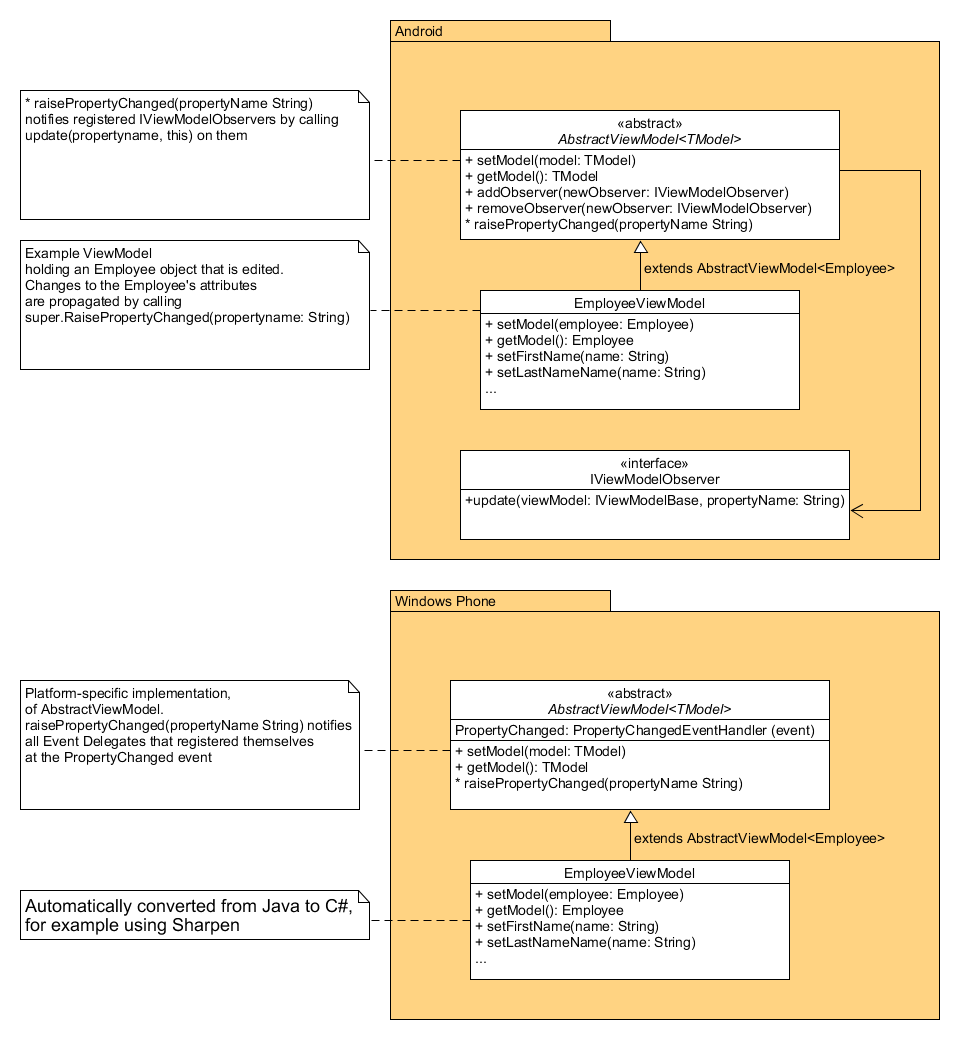 Android
* raisePropertyChanged(propertyName String)
notifies registered IViewModelObservers by calling
update(propertyname, this) on them
«abstract»
AbstractViewModel<TModel>
+ setModel(model: TModel)
+ getModel(): TModel
+ addObserver(newObserver: IViewModelObserver)
+ removeObserver(newObserver: IViewModelObserver)
* raisePropertyChanged(propertyName String)
Example ViewModel
holding an Employee object that is edited.
Changes to the Employee's attributes
are propagated by calling
super.RaisePropertyChanged(propertyname: String)
extends AbstractViewModel<Employee>
EmployeeViewModel
+ setModel(employee: Employee)
+ getModel(): Employee
+ setFirstName(name: String)
+ setLastNameName(name: String)
...
«interface»
IViewModelObserver
+update(viewModel: IViewModelBase, propertyName: String)
Windows Phone
Platform-specific implementation,
of AbstractViewModel.
raisePropertyChanged(propertyName String) notifies
all Event Delegates that registered themselves
at the PropertyChanged event
«abstract»
AbstractViewModel<TModel>
PropertyChanged: PropertyChangedEventHandler (event)
+ setModel(model: TModel)
+ getModel(): TModel
* raisePropertyChanged(propertyName String)
extends AbstractViewModel<Employee>
Automatically converted from Java to C#,
for example using Sharpen
EmployeeViewModel
+ setModel(employee: Employee)
+ getModel(): Employee
+ setFirstName(name: String)
+ setLastNameName(name: String)
...